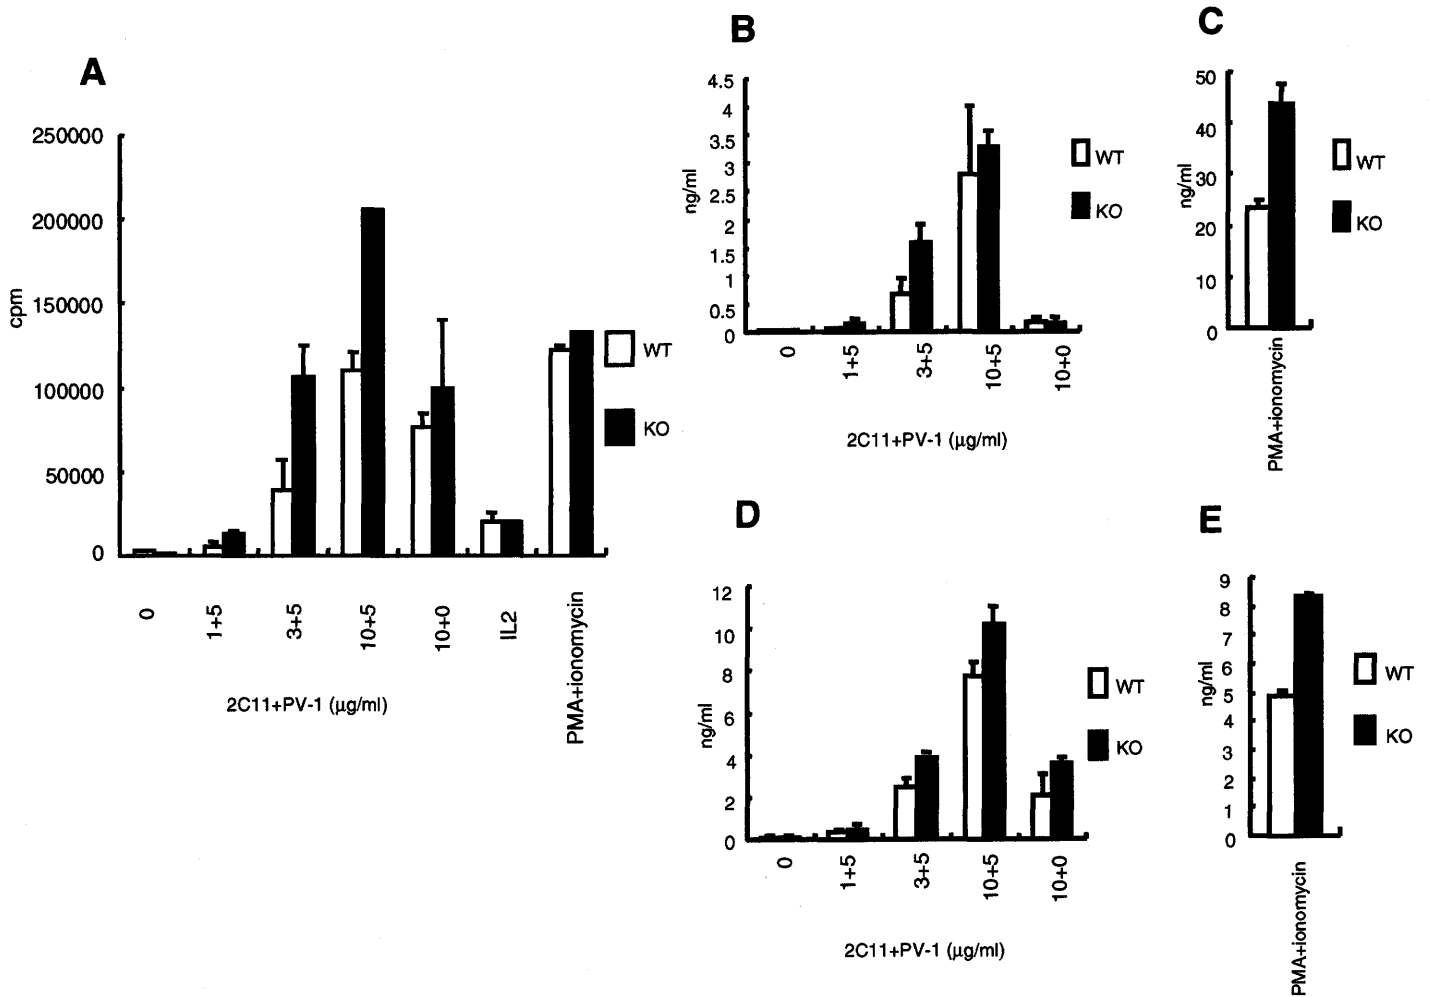 A
250000
200000
150000
100000
50000
0
cpm
WT
KO
0
1+5
3+5
10+5
10+0
IL2
PMA+ionomycin
2C11+PV-1 (µg/ml)
B
4.5
4
3.5
3
2.5
2
1.5
1
0.5
0
ng/ml
WT
KO
0
1+5
3+5
10+5
10+0
2C11+PV-1 (µg/ml)
C
50
40
30
20
10
0
ng/ml
WT
KO
PMA+ionomycin
D
12
10
8
6
4
2
0
ng/ml
WT
KO
0
1+5
3+5
10+5
10+0
2C11+PV-1 (µg/ml)
E
9
8
7
6
5
4
3
2
1
0
ng/ml
WT
KO
PMA+ionomycin